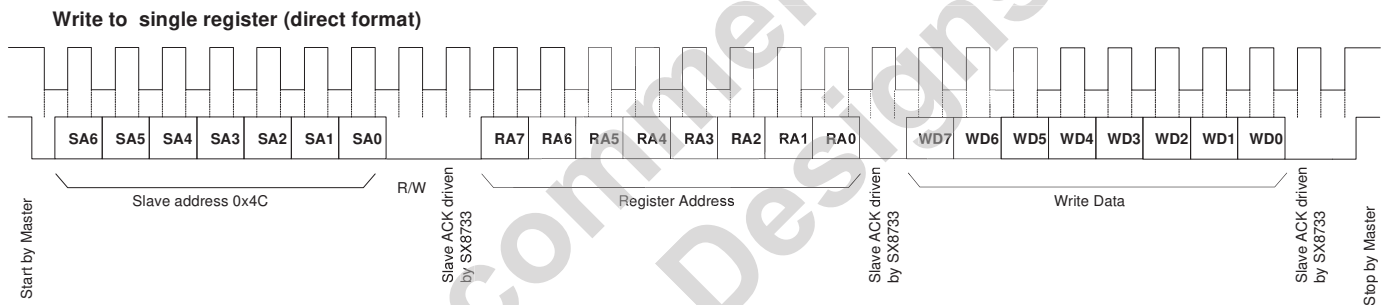 Write to single register (direct format)
SA6 SA5 SA4 SA3 SA2 SA1 SA0 RA7 RA6 RA5 RA4 RA3 RA2 RA1 RA0 WD7 WD6 WD5 WD4 WD3 WD2 WD1 WD0
Start by Master
Slave address 0x4C
R/W
Slave ACK driven
by SX8733
Register Address
Slave ACK driven
by SX8733
Write Data
Slave ACK driven
by SX8733
Stop by Master
Designs